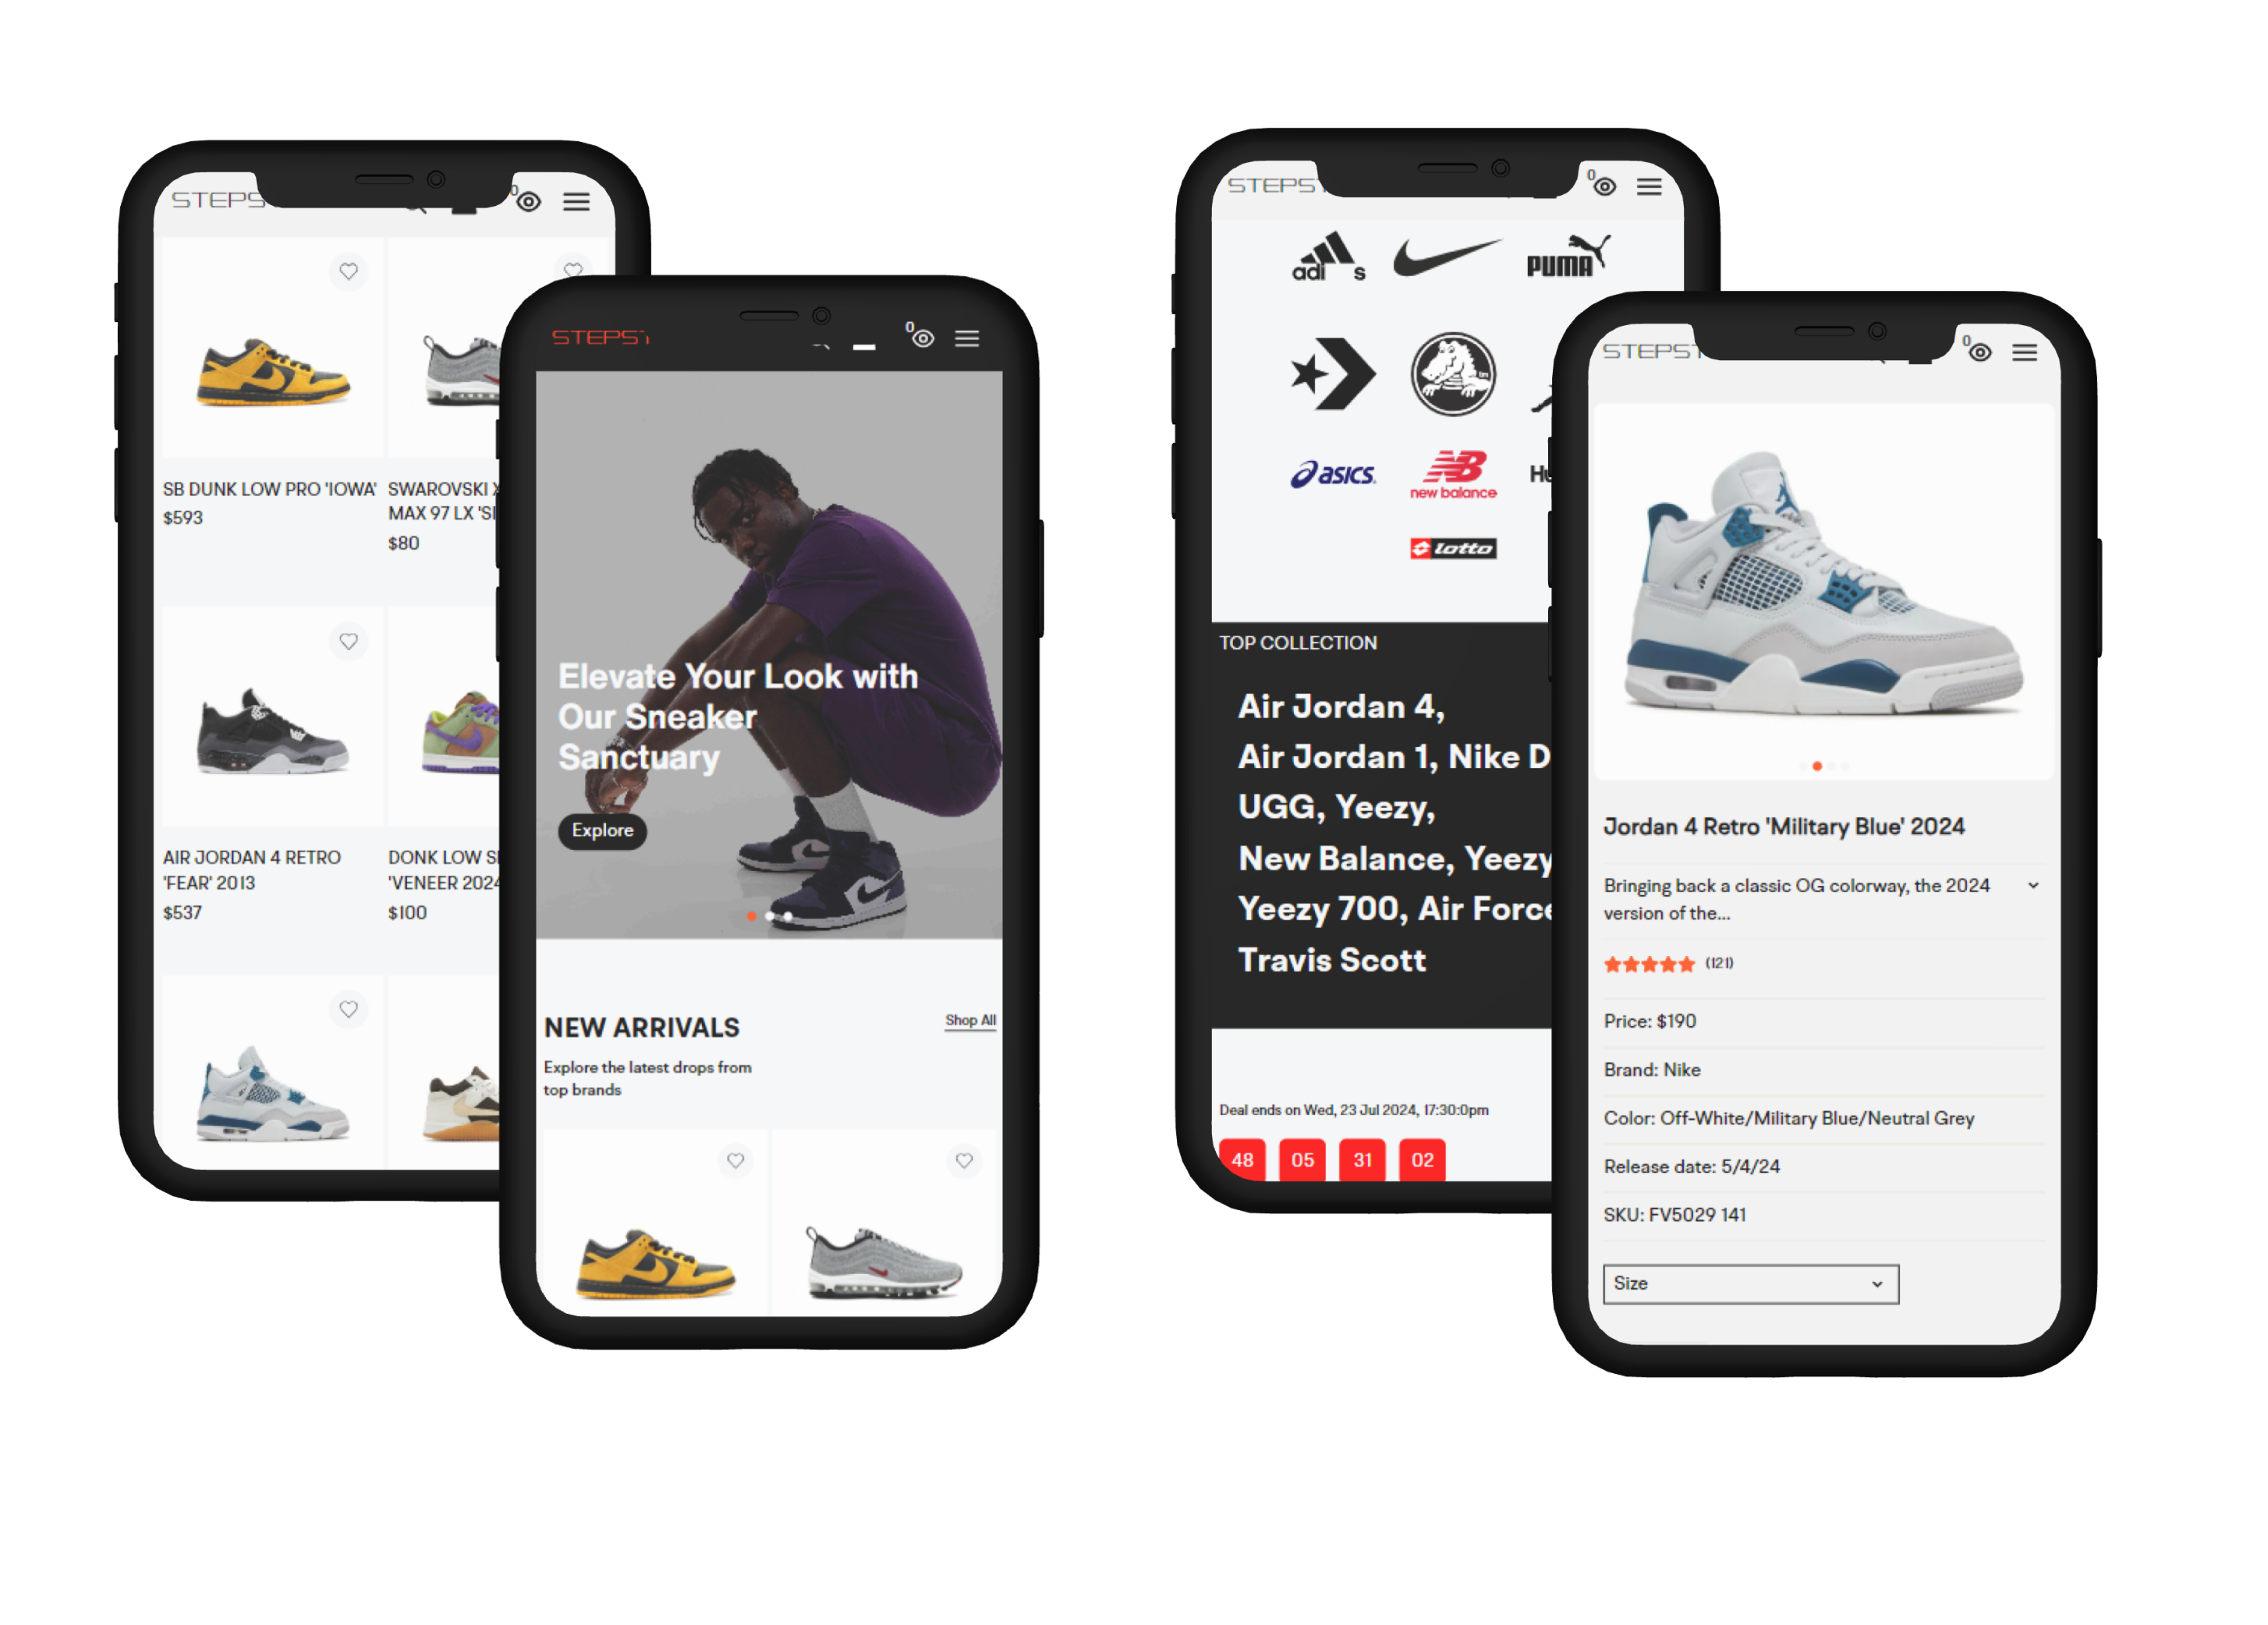 STEPS
0
SB DUNK LOW PRO 'IOWA'
$593
SWAROVSKI
MAX 97 LX
$80
AIR JORDAN 4 RETRO
'FEAR' 2013
$537
DONK LOW
'VENEER 2024
$100
STEPS
0
Elevate Your Look with
Our Sneaker
Sanctuary
Explore
NEW ARRIVALS
Shop All
Explore the latest drops from
top brands
STEPS
0
adi s
PUMA
asics
NB
new balance
lotto
TOP COLLECTION
Air Jordan 4,
Air Jordan 1, Nike D
UGG, Yeezy,
New Balance, Yeezy
Yeezy 700, Air Force
Travis Scott
Deal ends on Wed, 23 Jul 2024, 17:30:0pm
48 05 31 02
STEPS
0
Jordan 4 Retro 'Military Blue' 2024
Bringing back a classic OG colorway, the 2024
version of the...
(121)
Price: $190
Brand: Nike
Color: Off-White/Military Blue/Neutral Grey
Release date: 5/4/24
SKU: FV5029 141
Size